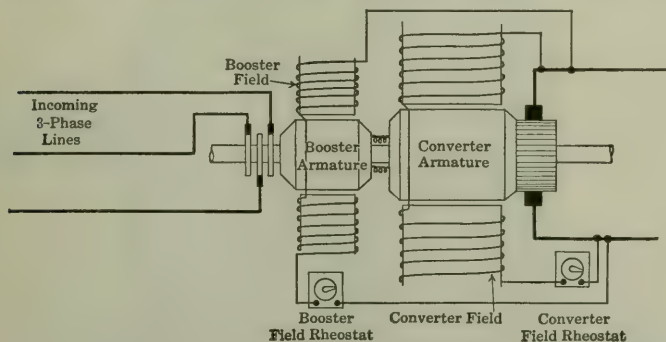 Booster
Field
Incoming
3-Phase
Lines
Booster
Armature
Converter
Armature
Booster
Field Rheostat
Converter Field
Converter
Field Rheostat